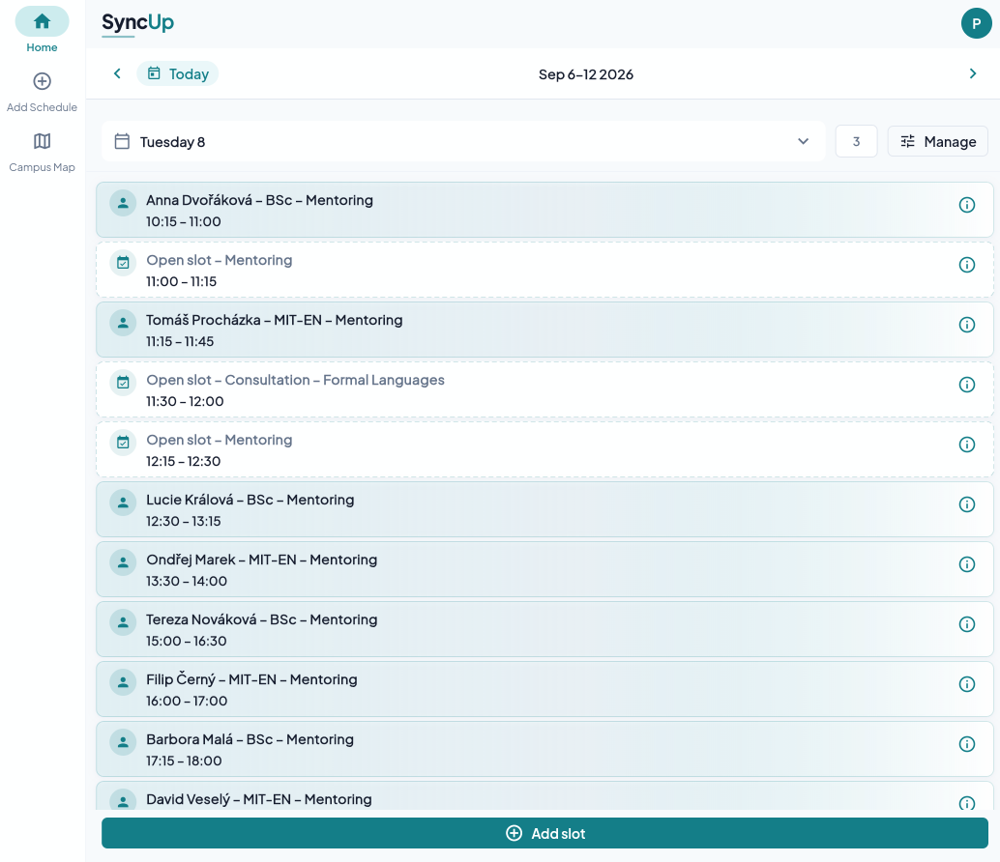 Home
Add Schedule
Campus Map
SyncUp
P
Today
Sep 6–12 2026
Tuesday 8
3
Manage
Anna Dvořáková – BSc – Mentoring
10:15 – 11:00
Open slot – Mentoring
11:00 – 11:15
Tomáš Procházka – MIT-EN – Mentoring
11:15 – 11:45
Open slot – Consultation – Formal Languages
11:30 – 12:00
Open slot – Mentoring
12:15 – 12:30
Lucie Králová – BSc – Mentoring
12:30 – 13:15
Ondřej Marek – MIT-EN – Mentoring
13:30 – 14:00
Tereza Nováková – BSc – Mentoring
15:00 – 16:30
Filip Černý – MIT-EN – Mentoring
16:00 – 17:00
Barbora Malá – BSc – Mentoring
17:15 – 18:00
David Veselý – MIT-EN – Mentoring
Add slot